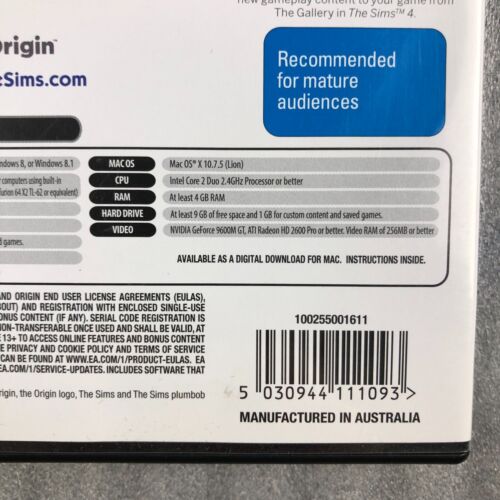 new gameplay content to your game from
The Gallery in The Sims™ 4.
Origin™
Sims.com
Recommended
for mature
audiences
ndows 8, or Windows 8.1
computers using built-in
Turion 64 X2 TL-62 or equivalent)
d games.
MAC OS Mac OS® X 10.7.5 (Lion)
CPU Intel Core 2 Duo 2.4GHz Processor or better
RAM At least 4 GB RAM
HARD DRIVE At least 9 GB of free space and 1 GB for custom content and saved games.
VIDEO NVIDIA GeForce 9600M GT, ATI Radeon HD 2600 Pro or better. Video RAM of 256MB or better
AVAILABLE AS A DIGITAL DOWNLOAD FOR MAC. INSTRUCTIONS INSIDE.
AND ORIGIN END USER LICENSE AGREEMENTS (EULAS),
BOUT) AND REGISTRATION WITH ENCLOSED SINGLE-USE
BONUS CONTENT (IF ANY). SERIAL CODE REGISTRATION IS
NON-TRANSFERABLE ONCE USED AND SHALL BE VALID, AT
E 13+ TO ACCESS ONLINE FEATURES AND BONUS CONTENT
E PRIVACY AND COOKIE POLICY AND TERMS OF SERVICE
CAN BE FOUND AT WWW.EA.COM/1/PRODUCT-EULAS. EA
EA.COM/1/SERVICE-UPDATES. INCLUDES SOFTWARE THAT
rigin, the Origin logo, The Sims and The Sims plumbob
100255001611
5 030944 111093 >
MANUFACTURED IN AUSTRALIA